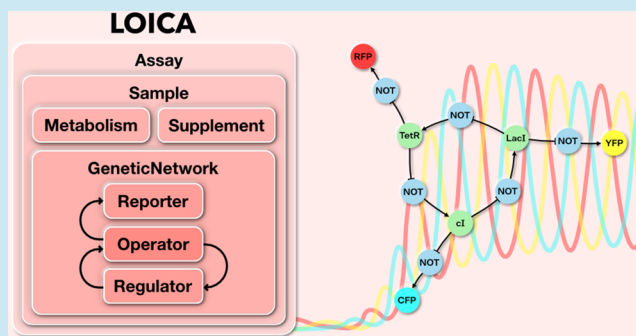 LOICA
Assay
Sample
Metabolism
Supplement
GeneticNetwork
Reporter
Operator
Regulator
RFP
NOT
TetR
NOT
LacI
NOT
YFP
NOT
NOT
cI
NOT
CFP